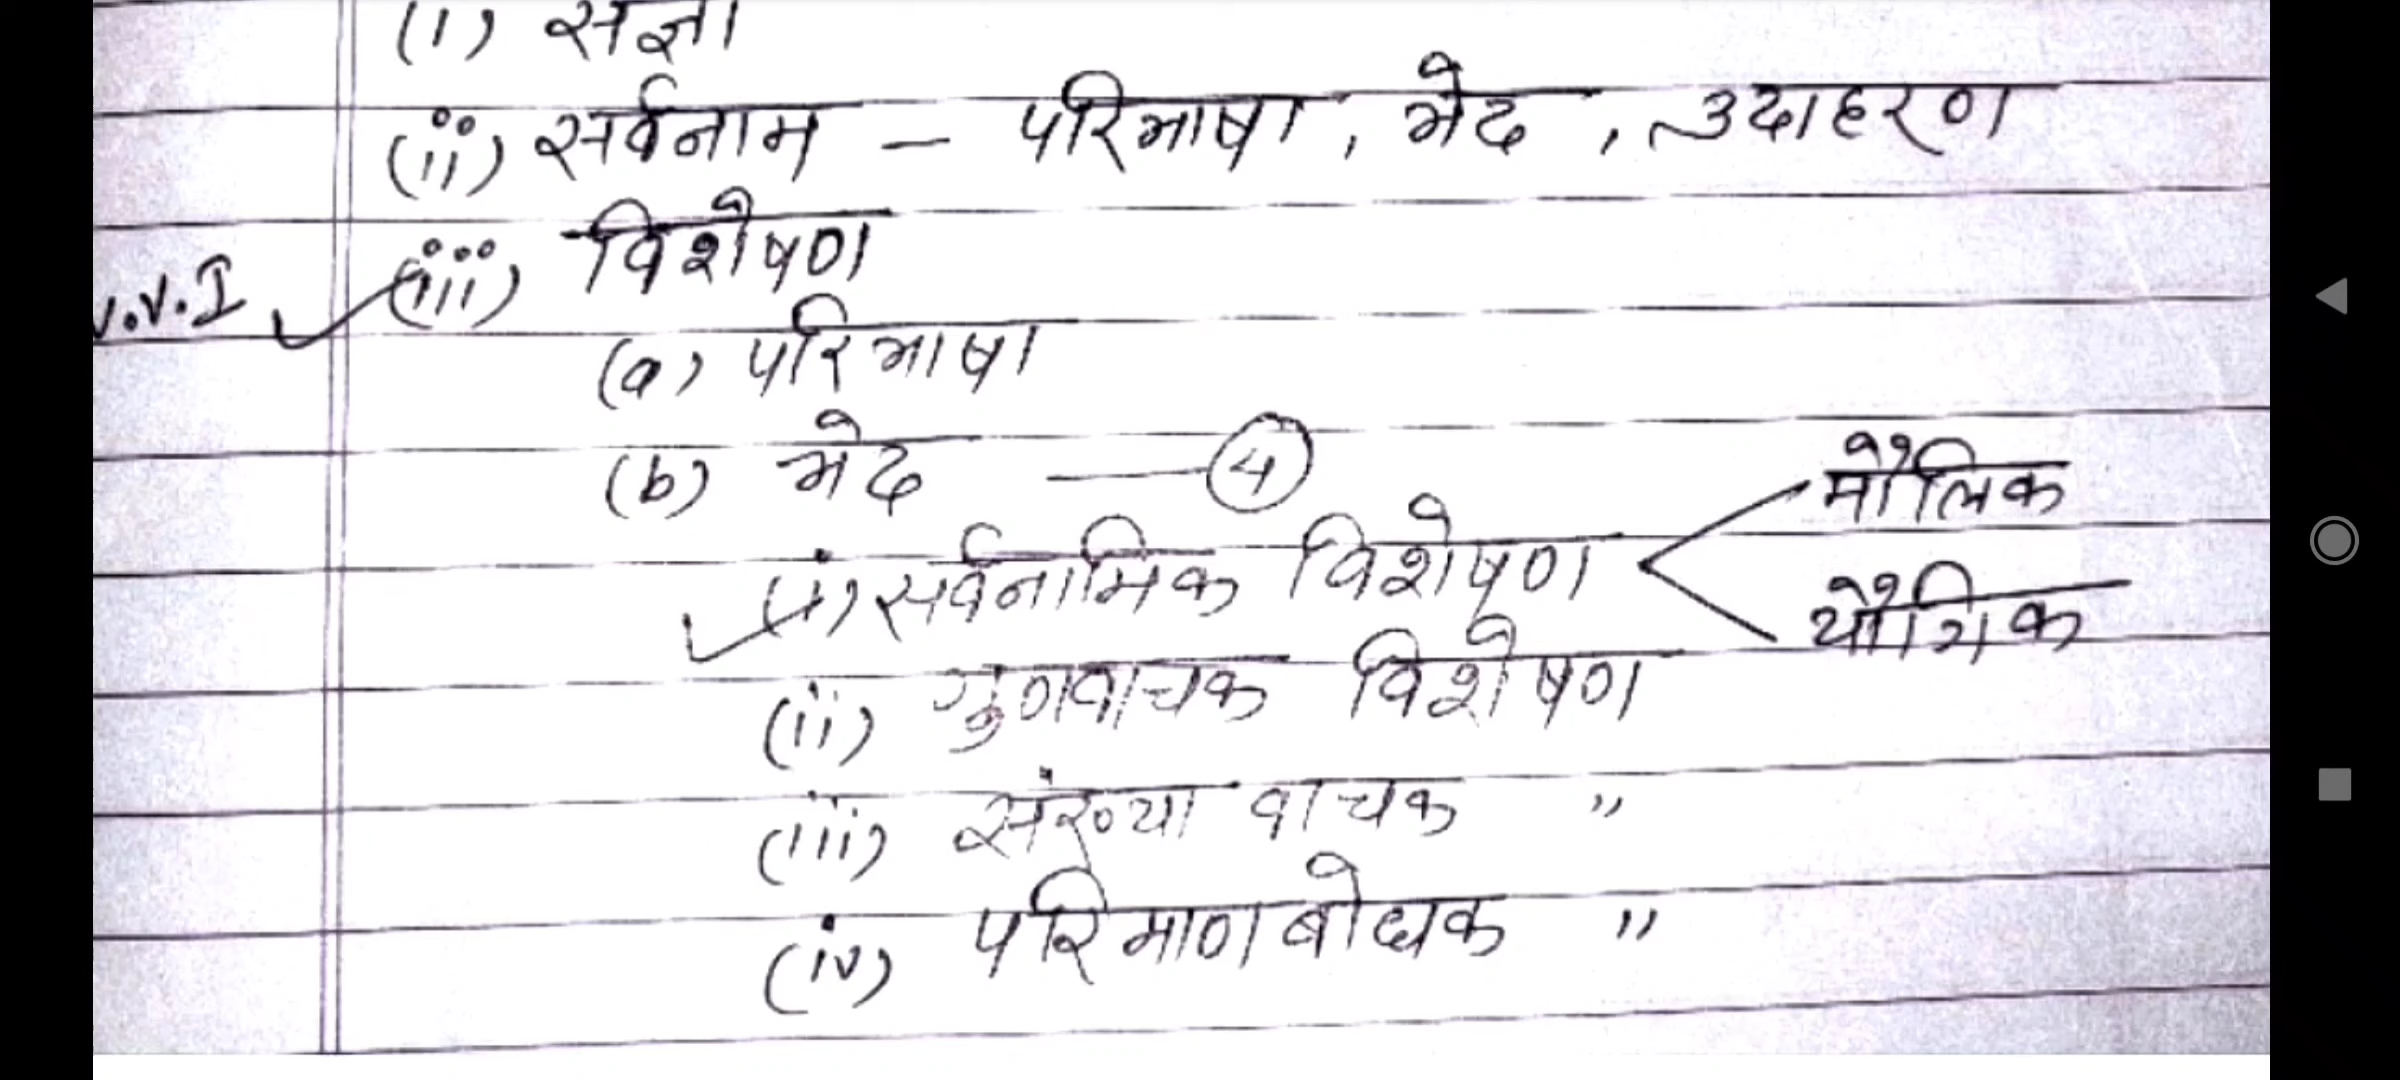 (i) संज्ञा
(ii) सर्वनाम - परिभाषा, भेद, उदाहरण
V.V.I (iii) विशेषण
(a) परिभाषा
(b) भेद — 4
(i) सर्वनामिक विशेषण < मौलिक
यौगिक
(ii) गुणवाचक विशेषण
(iii) संख्या वाचक "
(iv) परिमाण बोधक "